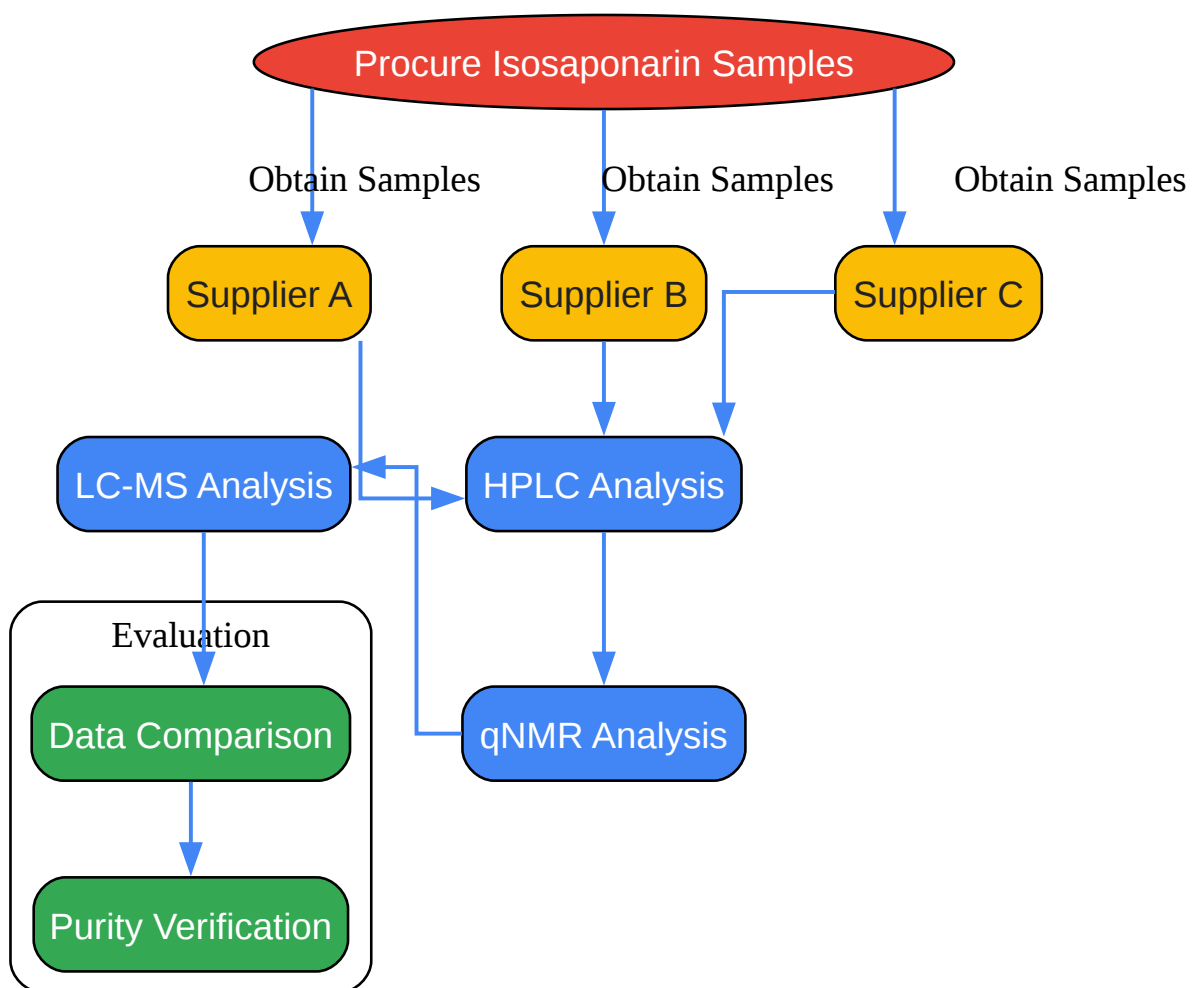 Procure Isosaponarin Samples
Obtain Samples
Obtain Samples
Obtain Samples
Supplier A
Supplier B
Supplier C
LC-MS Analysis
HPLC Analysis
Evaluation
Data Comparison
qNMR Analysis
Purity Verification